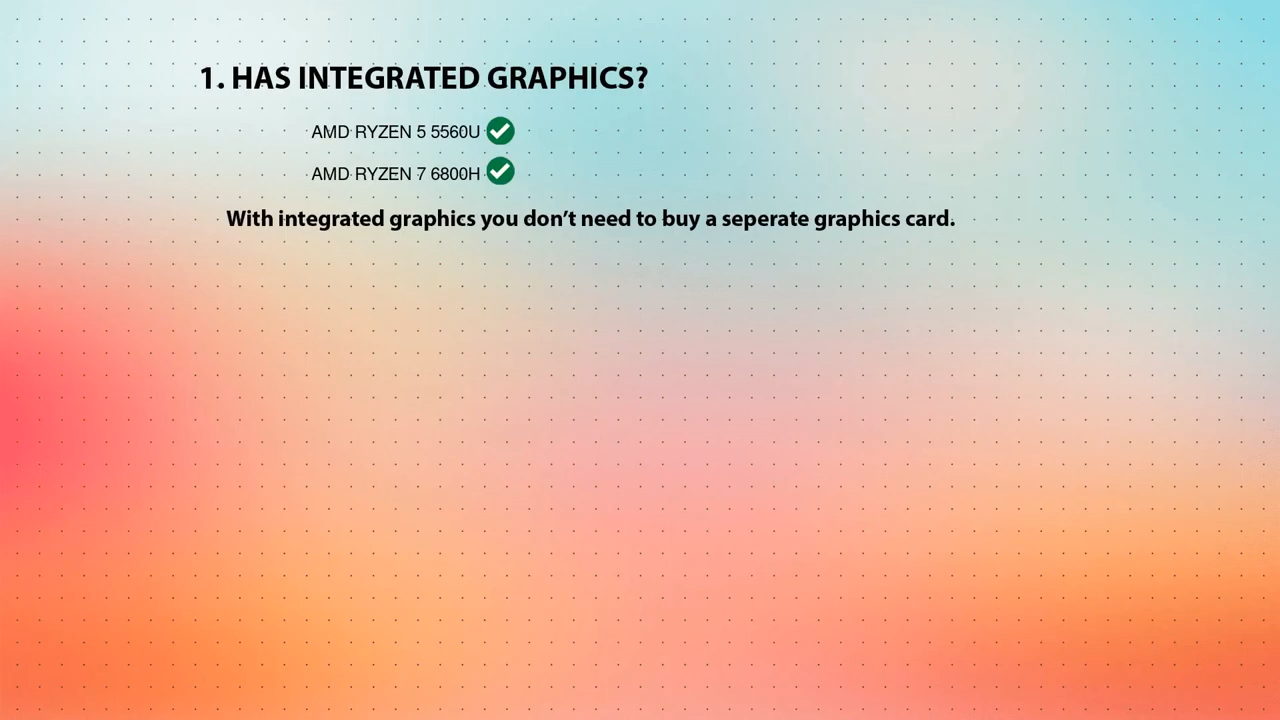 1. HAS INTEGRATED GRAPHICS?
AMD RYZEN 5 5560U
AMD RYZEN 7 6800H
With integrated graphics you don’t need to buy a seperate graphics card.